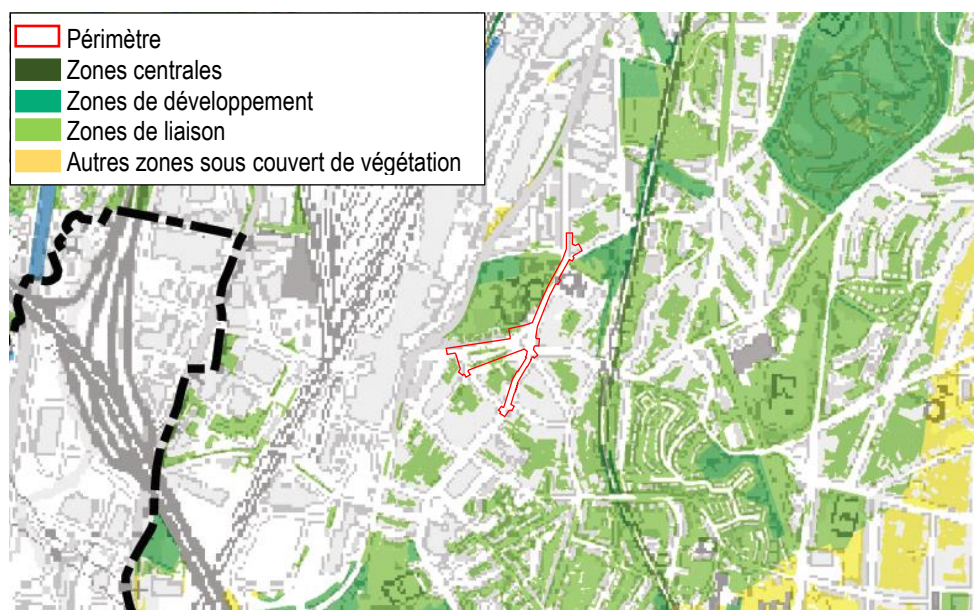 Périmètre
Zones centrales
Zones de développement
Zones de liaison
Autres zones sous couvert de végétation